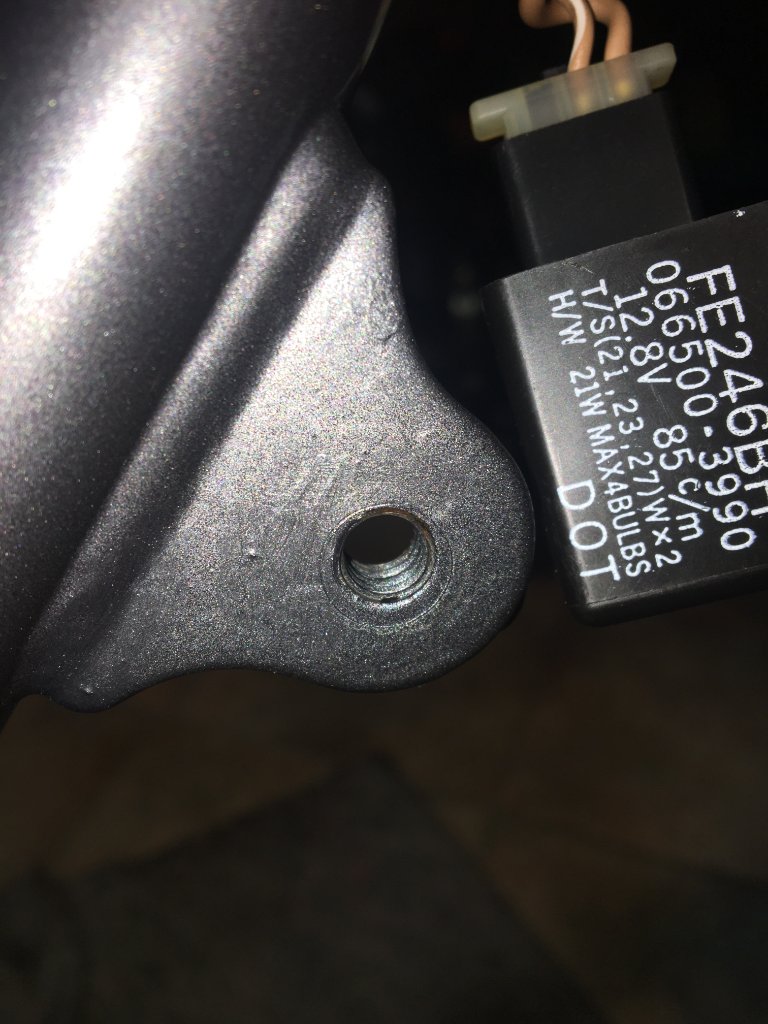 FE246BH
066500-3990
12.8V 85c/m
T/S(21.23.27)W×2
H/W 21W MAX4BULBS
DOT